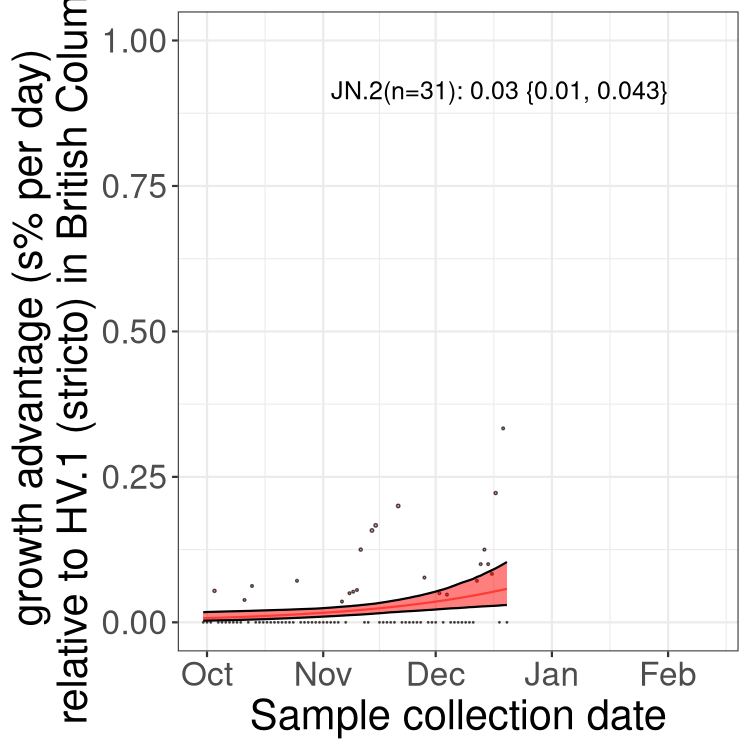 growth advantage (s% per day)
relative to HV.1 (stricto) in British Colum
1.00
0.75
0.50
0.25
0.00
JN.2(n=31): 0.03 {0.01, 0.043}
Oct Nov Dec Jan Feb
Sample collection date